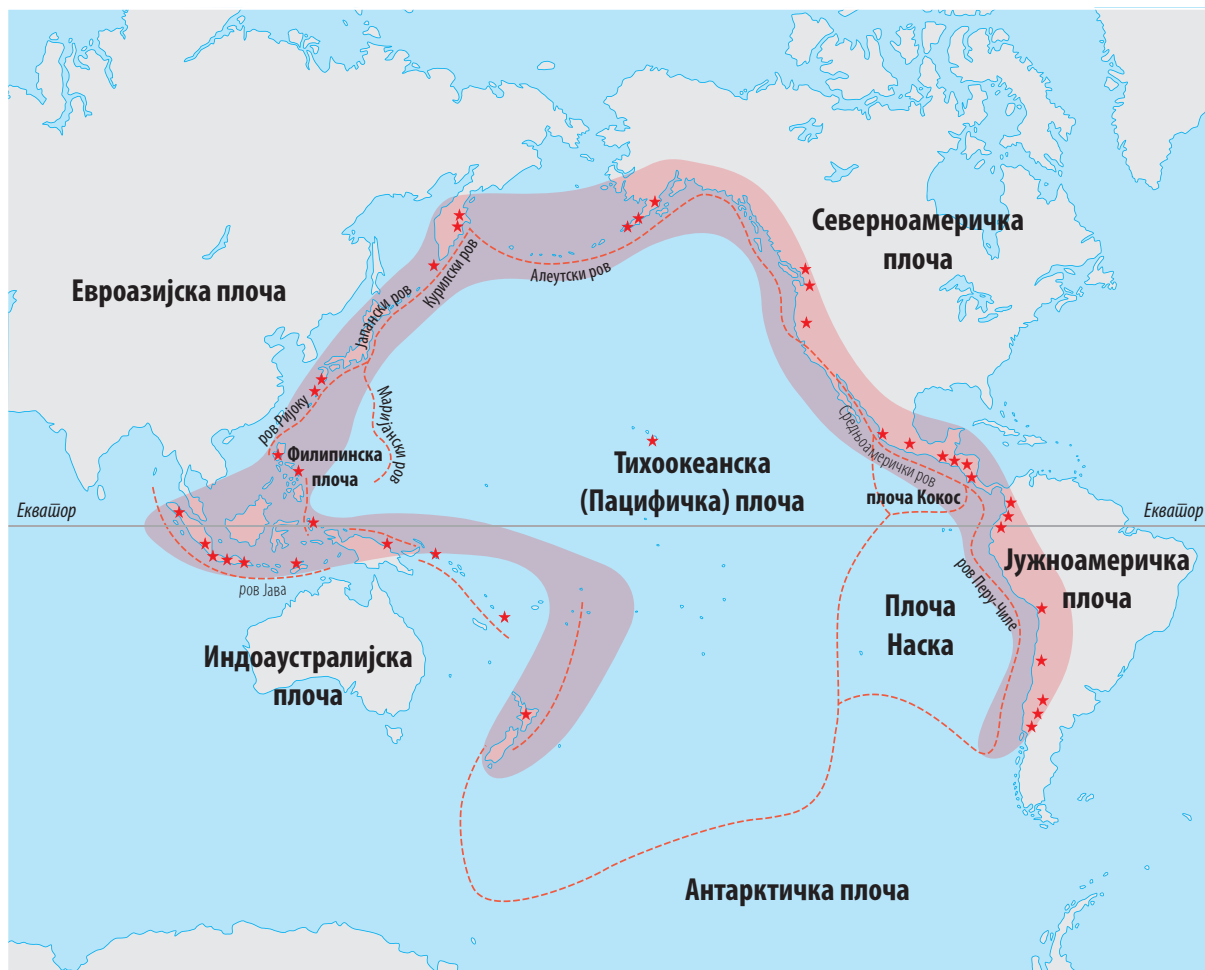 Северноамеричка
плоча
Евроазијска плоча
Алеутски ров
Курилски ров
Јапански ров
ров Ријоку
Маријански ров
Филипинска
плоча
Тихоокеанска
(Пацифичка) плоча
Средњоамерички ров
плоча Кокос
Екватор
Екватор
Јужноамеричка
плоча
ров Перу-Чиле
ров Јава
Плоча
Наска
Индоаустралијска
плоча
Антарктичка плоча